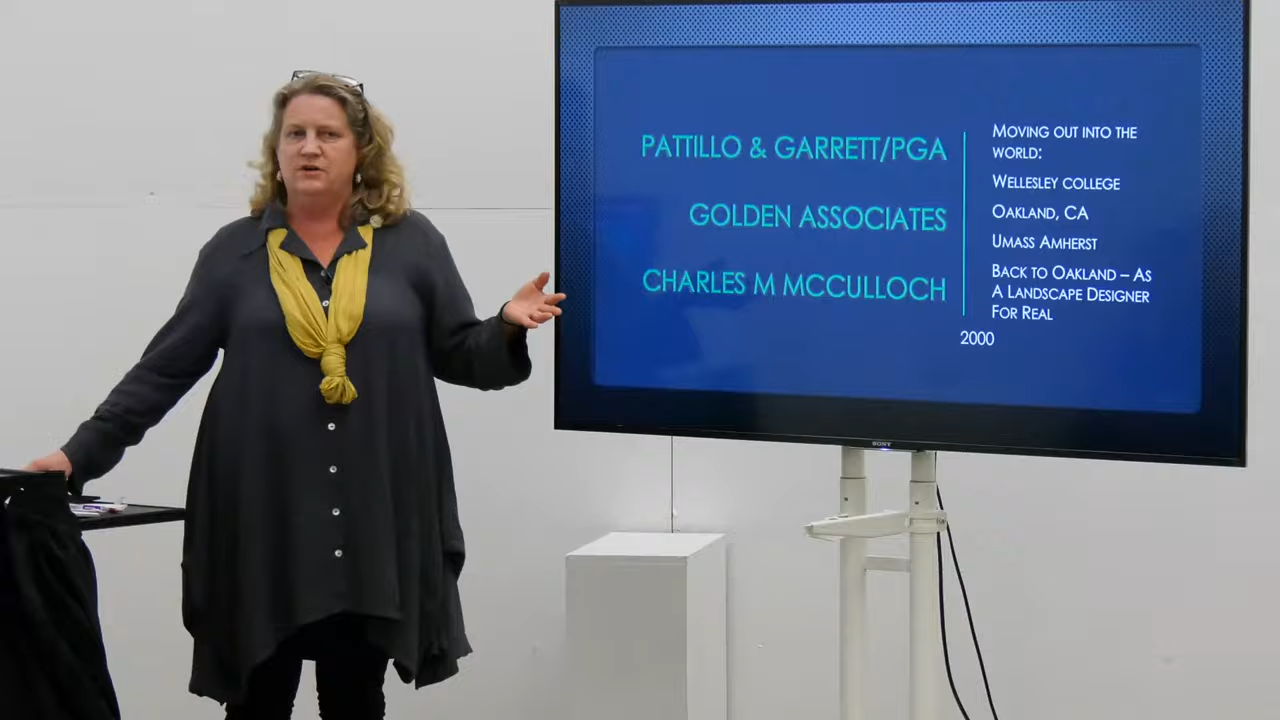 PATTILLO & GARRETT/PGA
GOLDEN ASSOCIATES
CHARLES M MCCULLOCH
MOVING OUT INTO THE
WORLD:
WELLESLEY COLLEGE
OAKLAND, CA
UMASS AMHERST
BACK TO OAKLAND – AS
A LANDSCAPE DESIGNER
FOR REAL
2000
SONY